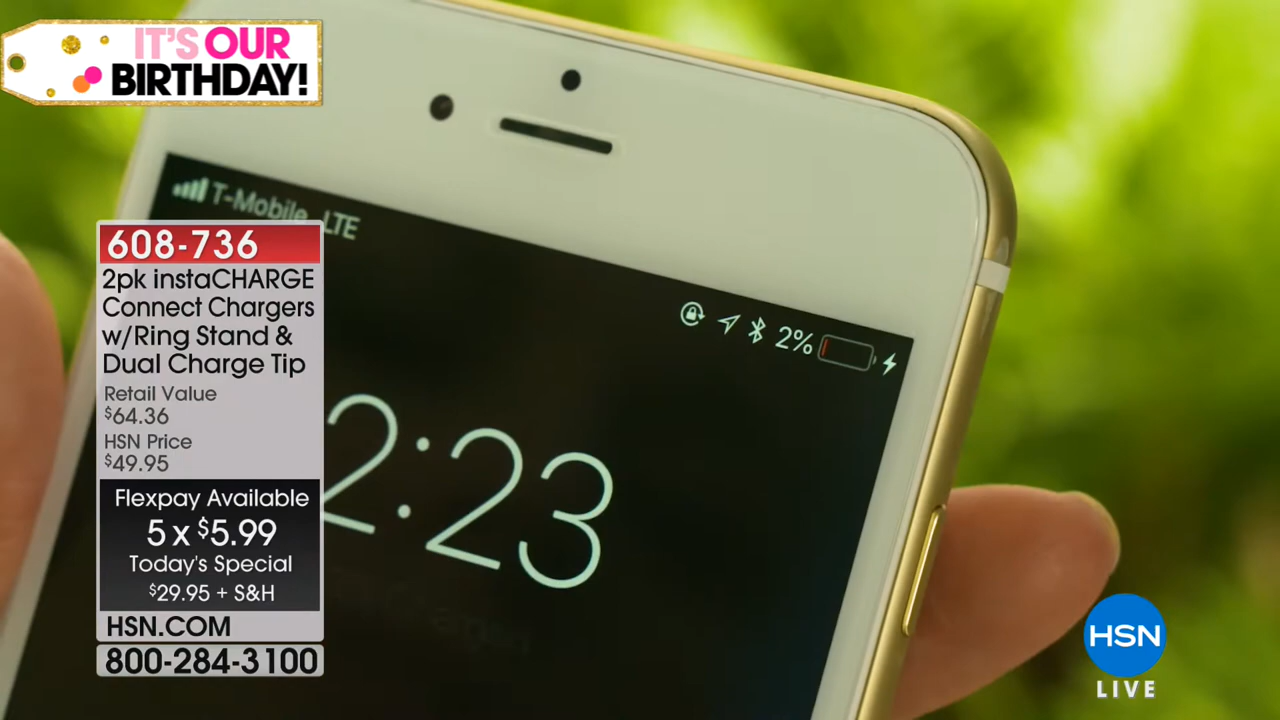 IT'S OUR
BIRTHDAY!
T-Mobile LTE
2%
2:23
608-736
2pk instaCHARGE
Connect Chargers
w/Ring Stand &
Dual Charge Tip
Retail Value
$64.36
HSN Price
$49.95
Flexpay Available
5 x $5.99
Today's Special
$29.95 + S&H
HSN.COM
800-284-3100
HSN
LIVE